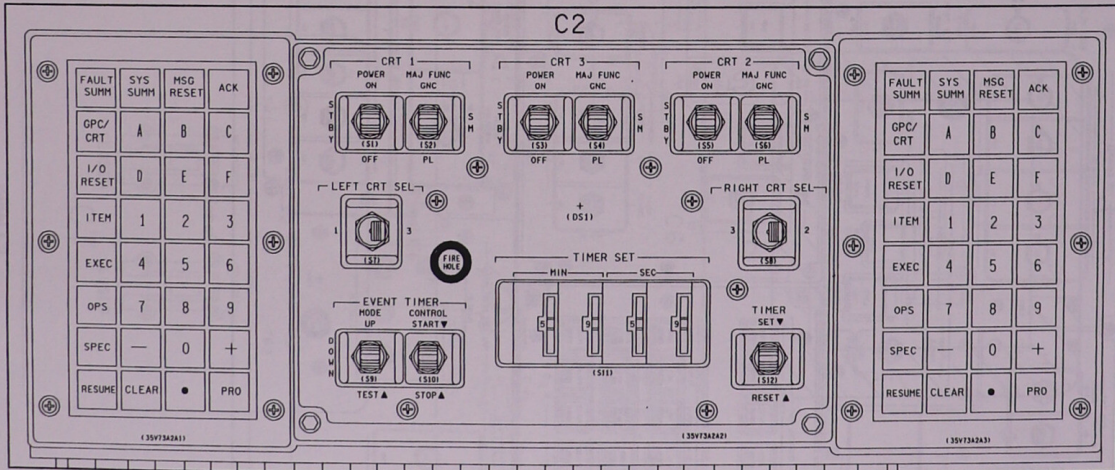 C2
FAULT SUMM
SYS SUMM
MSG RESET
ACK
GPC/ CRT
A
B
C
I/O RESET
D
E
F
ITEM
1
2
3
EXEC
4
5
6
OPS
7
8
9
SPEC
—
0
+
RESUME
CLEAR
●
PRO
(35V73A2A1)
CRT 1
POWER
MAJ FUNC
ON
GNC
STBY
(S1)
(S2)
SM
OFF
PL
CRT 3
POWER
MAJ FUNC
ON
GNC
STBY
(S3)
(S4)
SM
OFF
PL
CRT 2
POWER
MAJ FUNC
ON
GNC
STBY
(S5)
(S6)
SM
OFF
PL
LEFT CRT SEL
1
3
(S7)
+
(DS1)
RIGHT CRT SEL
3
2
(S8)
FIRE
HOLE
TIMER SET
MIN
SEC
5
9
5
9
(S11)
EVENT TIMER
MODE
CONTROL
UP
START▼
DOWN
(S9)
(S10)
TEST▲
STOP▲
TIMER
SET▼
(S12)
RESET▲
(35V73A2A2)
FAULT SUMM
SYS SUMM
MSG RESET
ACK
GPC/ CRT
A
B
C
I/O RESET
D
E
F
ITEM
1
2
3
EXEC
4
5
6
OPS
7
8
9
SPEC
—
0
+
RESUME
CLEAR
●
PRO
(35V73A2A3)